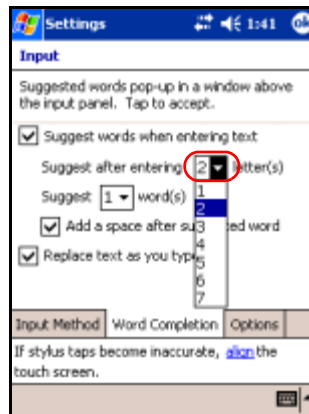 Settings 1:41 ok
Input
Suggested words pop-up in a window above
the input panel. Tap to accept.
Suggest words when entering text
Suggest after entering 2 letter(s)
Suggest 1 word(s)
1
2
3
4
5
6
7
Add a space after su ed word
Replace text as you typ
Input Method Word Completion Options
If stylus taps become inaccurate, align the
touch screen.